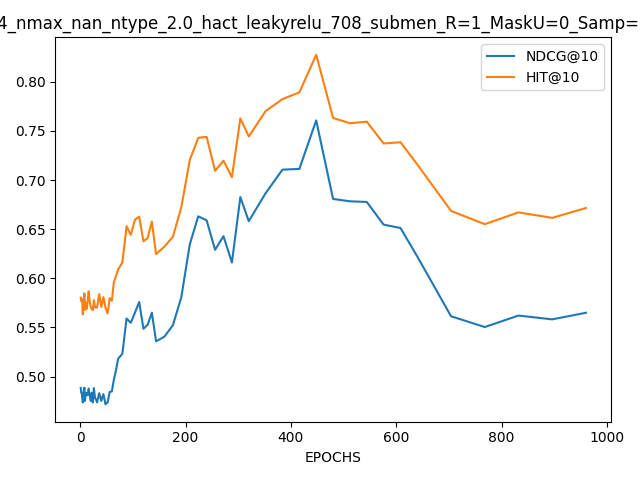 4_nmax_nan_ntype_2.0_hact_leakyrelu_708_submen_R=1_MaskU=0_Samp=
NDCG@10
HIT@10
0.80
0.75
0.70
0.65
0.60
0.55
0.50
0 200 400 600 800 1000
EPOCHS